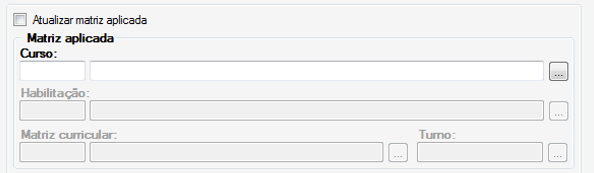 Atualizar matriz aplicada
Matriz aplicada
Curso:
...
Habilitação:
...
Matriz curricular: Turno:
... ...